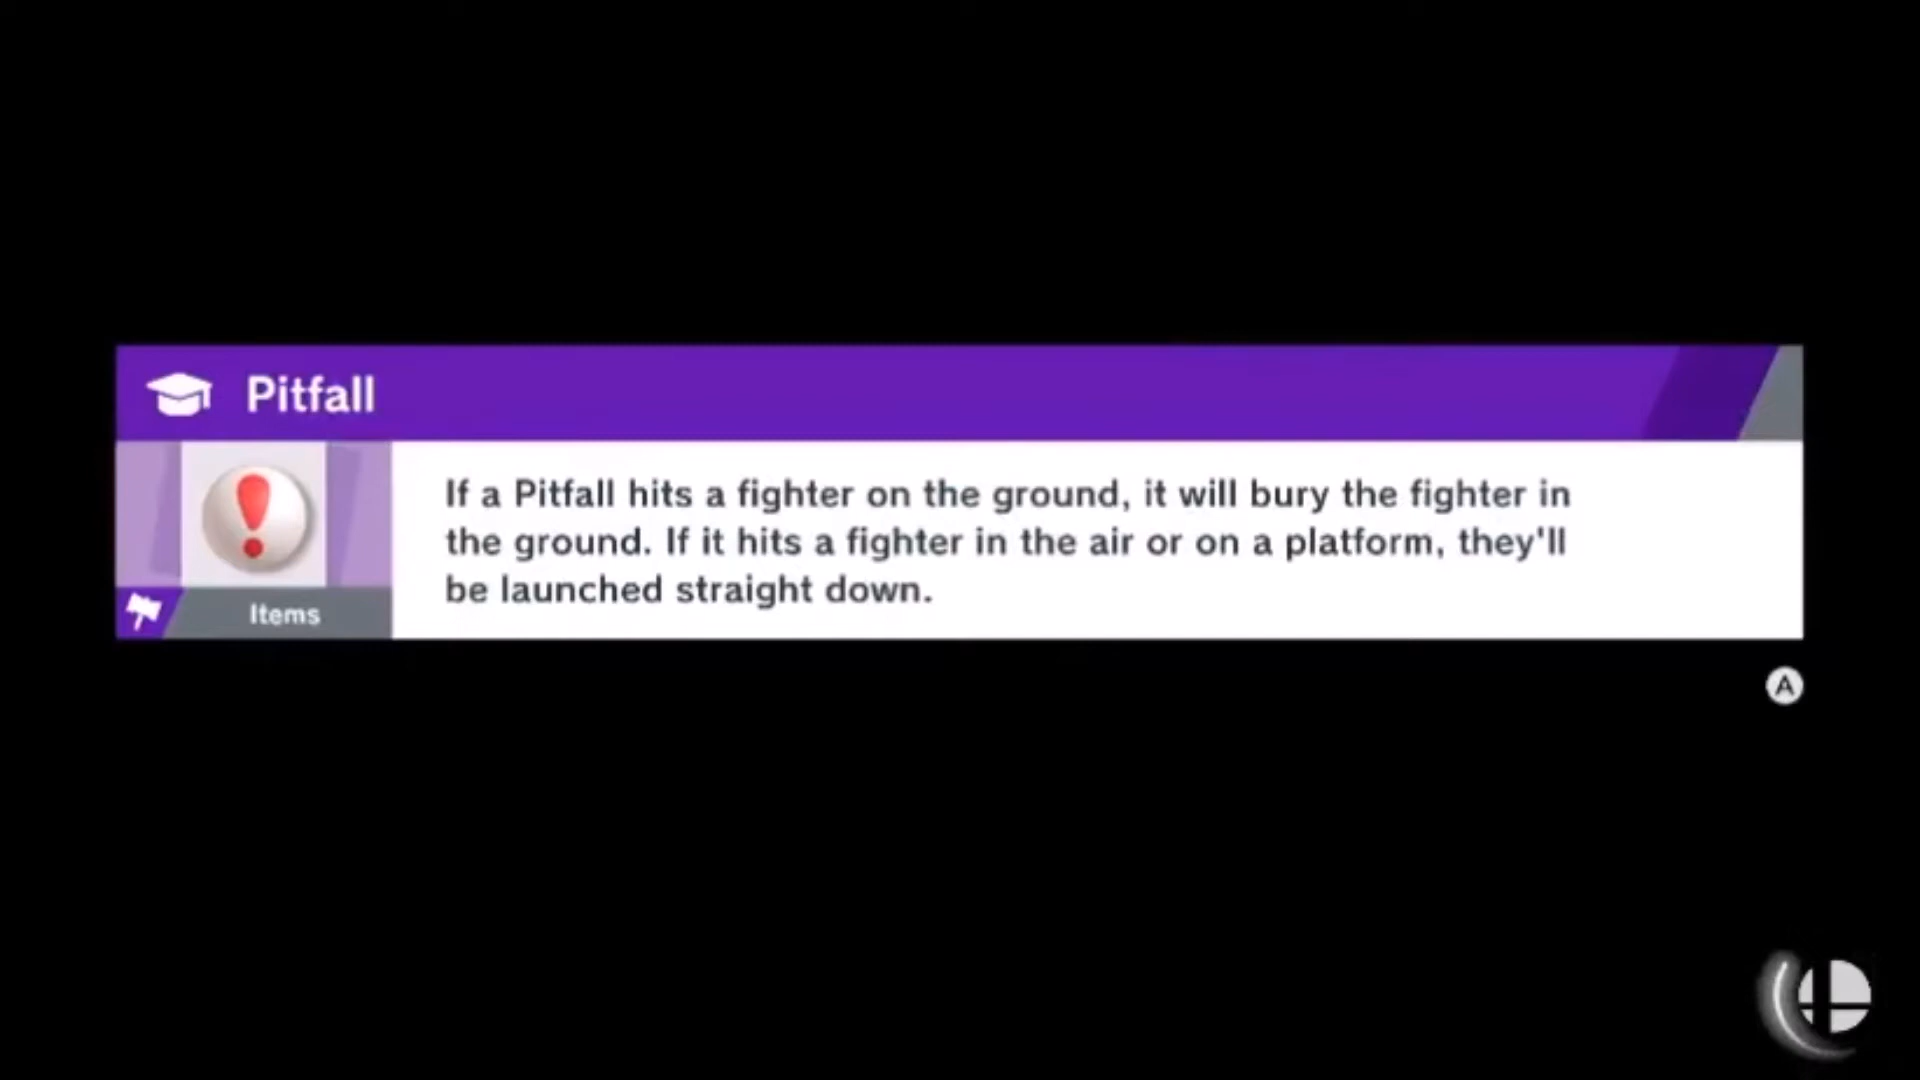 Pitfall
If a Pitfall hits a fighter on the ground, it will bury the fighter in
the ground. If it hits a fighter in the air or on a platform, they'll
be launched straight down.
Items
A